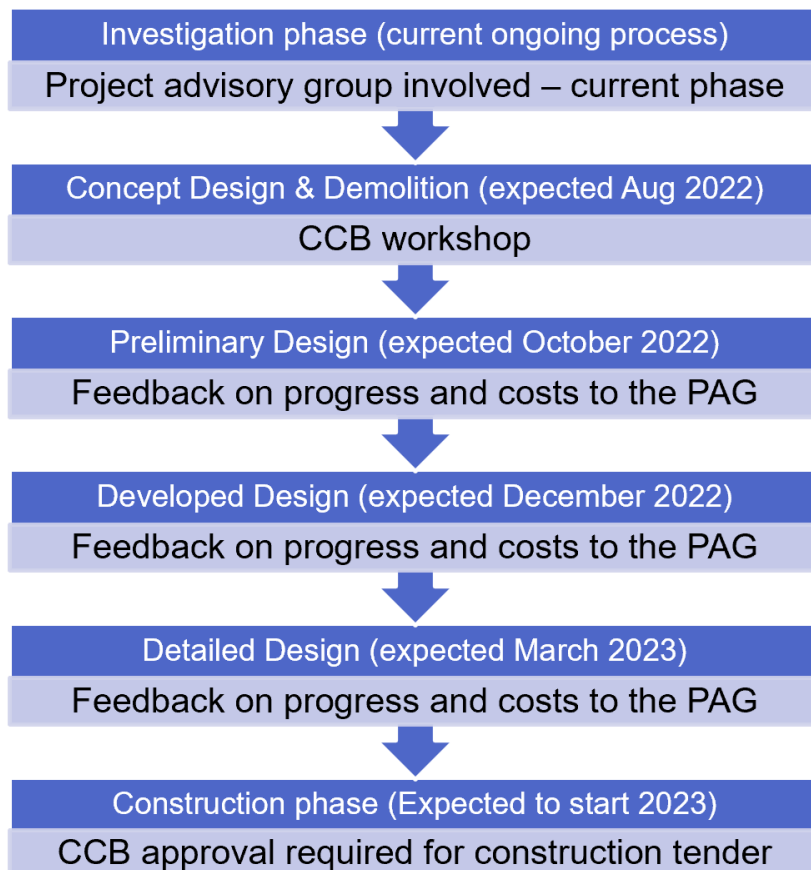 Investigation phase (current ongoing process)
Project advisory group involved – current phase
Concept Design & Demolition (expected Aug 2022)
CCB workshop
Preliminary Design (expected October 2022)
Feedback on progress and costs to the PAG
Developed Design (expected December 2022)
Feedback on progress and costs to the PAG
Detailed Design (expected March 2023)
Feedback on progress and costs to the PAG
Construction phase (Expected to start 2023)
CCB approval required for construction tender